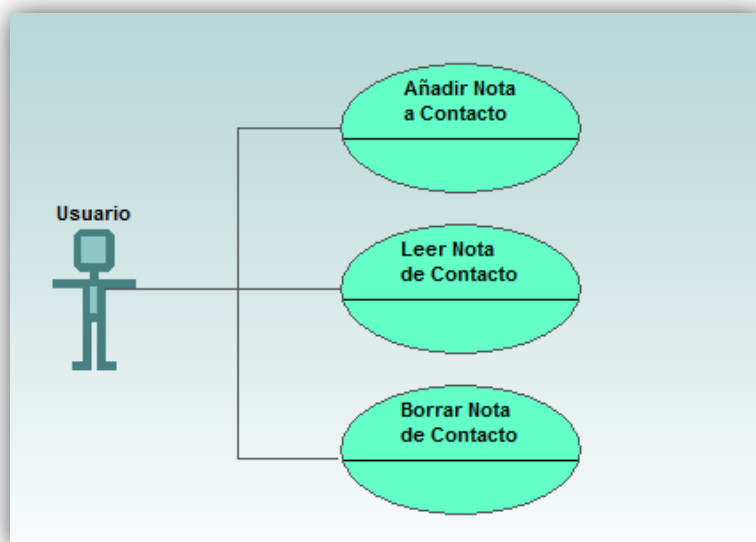 Añadir Nota
a Contacto
Usuario
Leer Nota
de Contacto
Borrar Nota
de Contacto